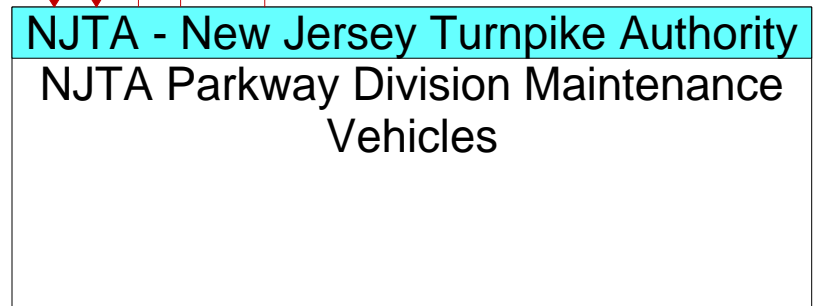 NJTA - New Jersey Turnpike Authority
NJTA Parkway Division Maintenance
Vehicles